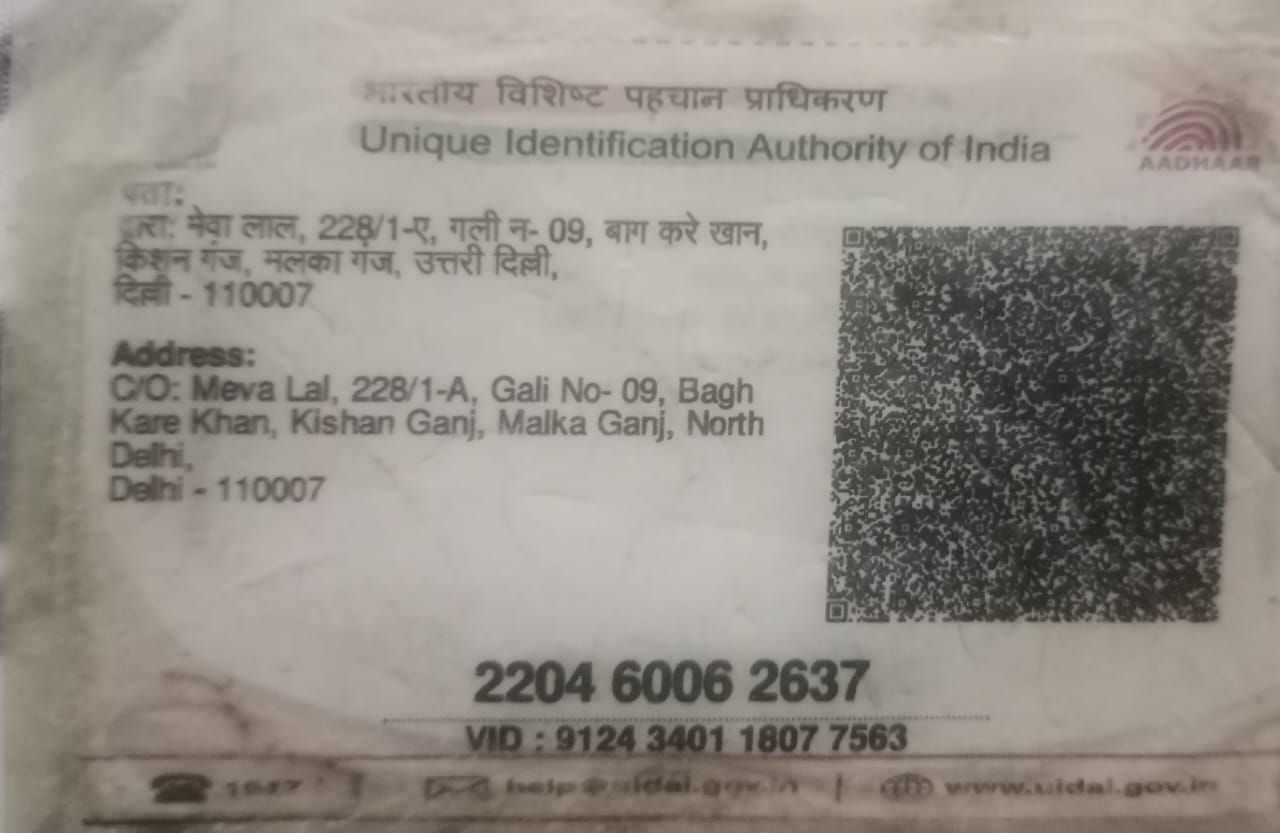 भारतीय विशिष्ट पहचान प्राधिकरण
Unique Identification Authority of India
AADHAAR
पता:
द्वारा: मेवा लाल, 228/1-ए, गली न- 09, बाग करे खान,
किशन गंज, मलका गंज, उत्तरी दिल्ली,
दिल्ली - 110007
Address:
C/O: Meva Lal, 228/1-A, Gali No- 09, Bagh
Kare Khan, Kishan Ganj, Malka Ganj, North
Delhi,
Delhi - 110007
2204 6006 2637
VID : 9124 3401 1807 7563
1947 help@uidai.gov.in | www.uidai.gov.in